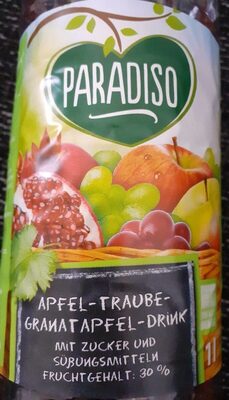 PARADISO
APFEL-TRAUBE-
GRANATAPFEL-DRINK
MIT ZUCKER UND
SÜßUNGSMITTELN
FRUCHTGEHALT: 30 %
1l